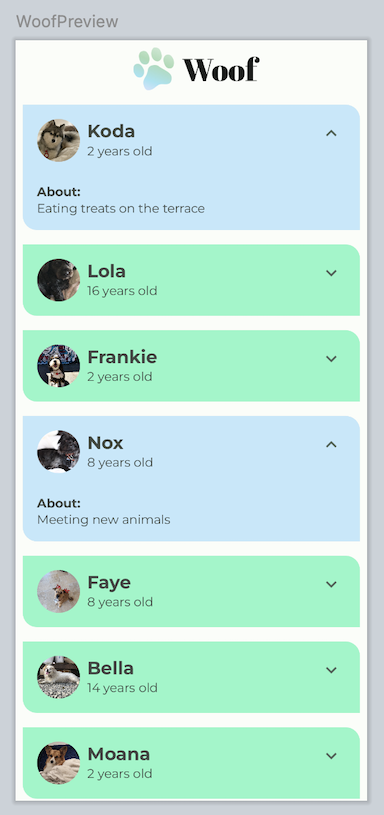 WoofPreview
Woof
Koda
2 years old
About:
Eating treats on the terrace
Lola
16 years old
Frankie
2 years old
Nox
8 years old
About:
Meeting new animals
Faye
8 years old
Bella
14 years old
Moana
2 years old